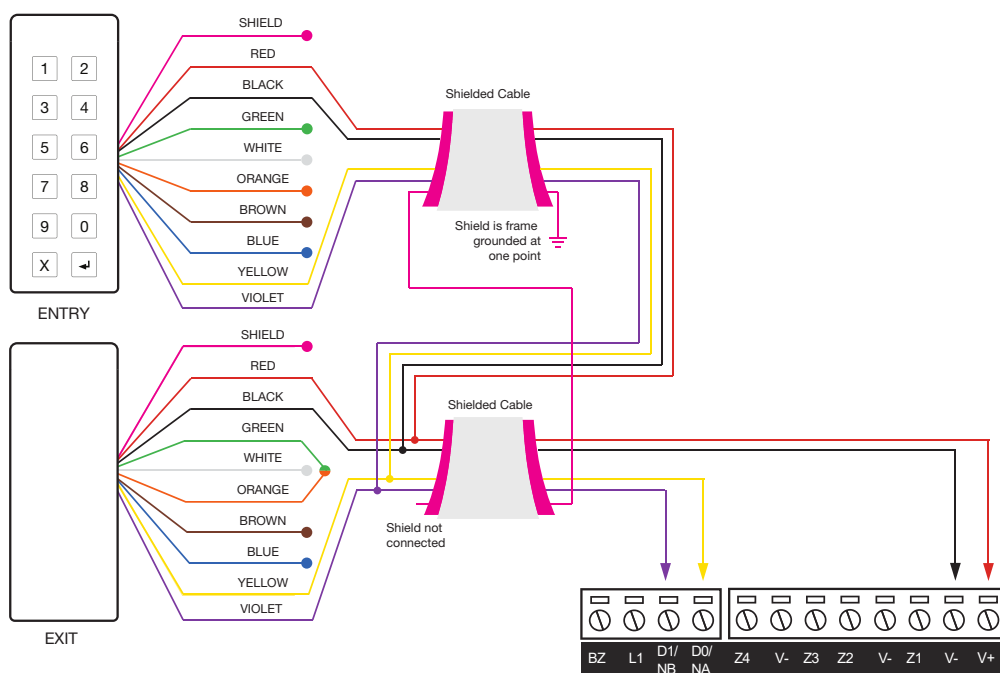 SHIELD
RED
BLACK
GREEN
WHITE
ORANGE
BROWN
BLUE
YELLOW
VIOLET
1 2
3 4
5 6
7 8
9 0
X ↲
ENTRY
Shielded Cable
Shield is frame
grounded at
one point
SHIELD
RED
BLACK
GREEN
WHITE
ORANGE
BROWN
BLUE
YELLOW
VIOLET
EXIT
Shielded Cable
Shield not
connected
BZ L1 D1/ D0/ Z4 V- Z3 Z2 V- Z1 V- V+
NB NA